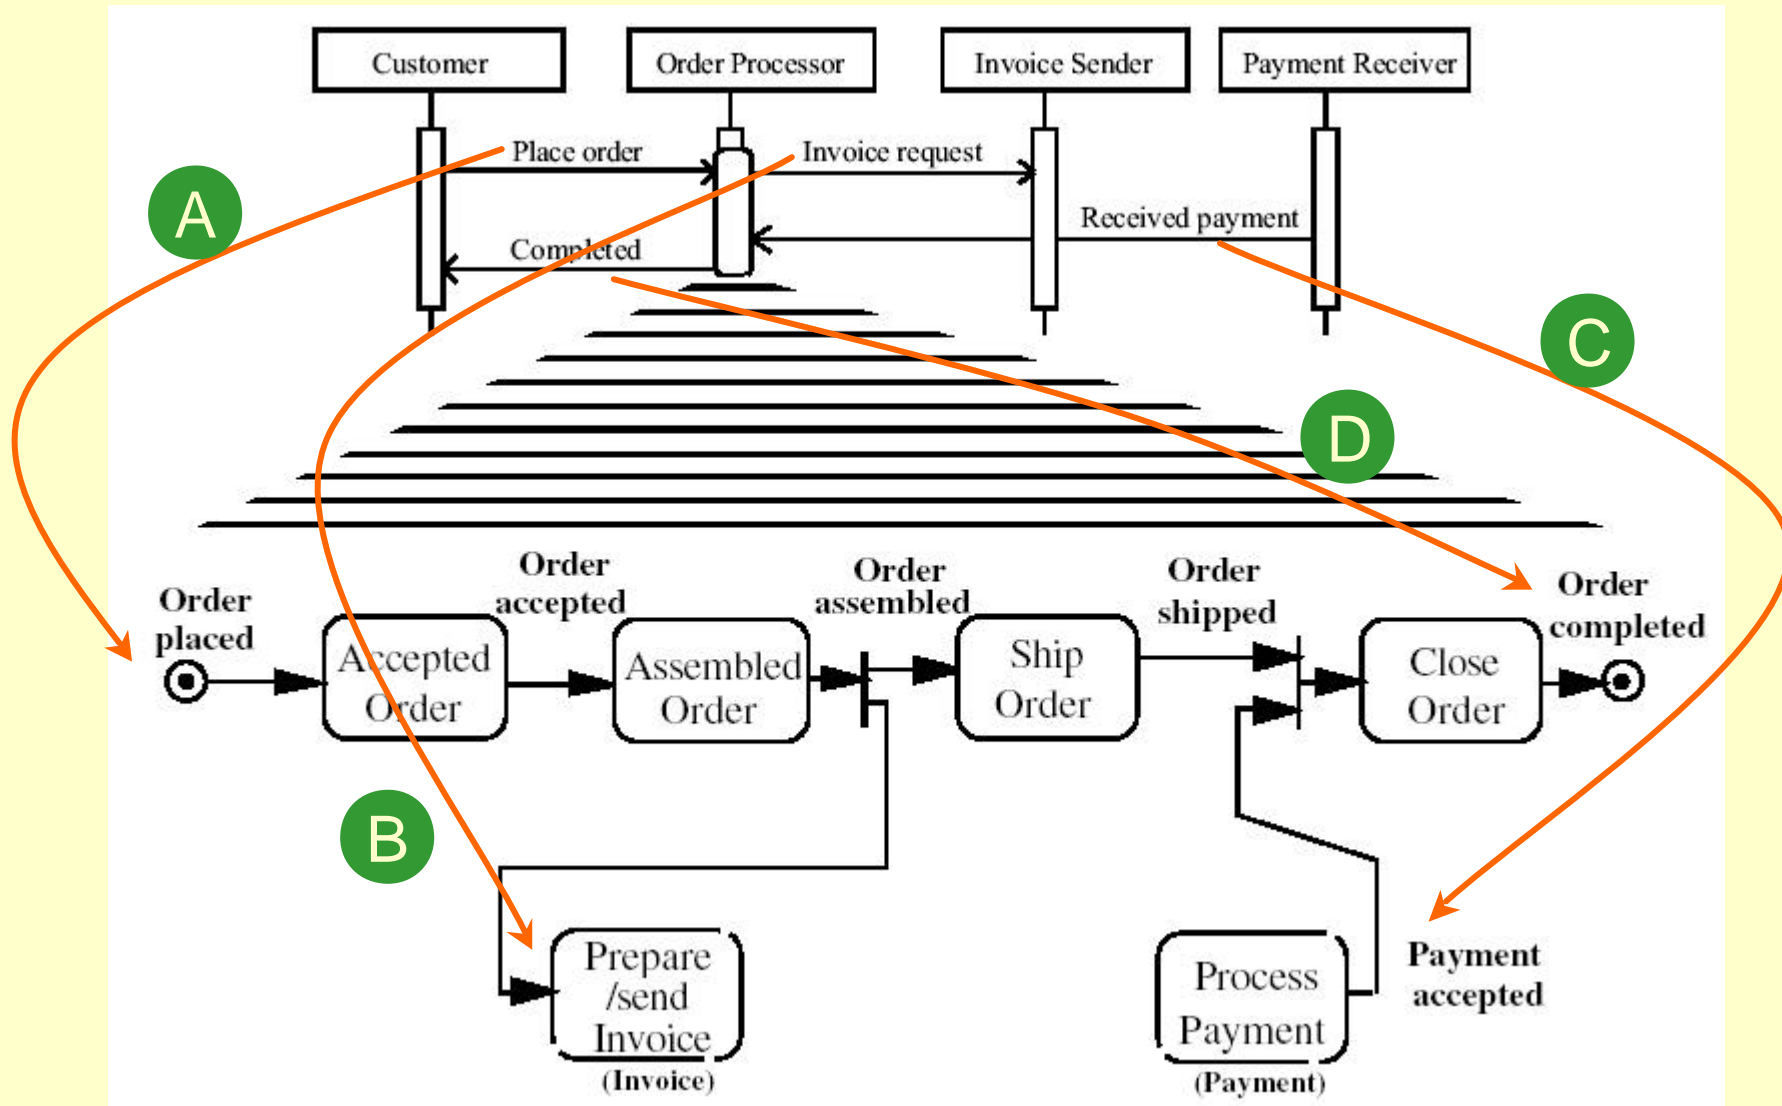 Customer
Order Processor
Invoice Sender
Payment Receiver
Place order
Invoice request
A
Received payment
Completed
C
D
Order
placed
Order
accepted
Order
assembled
Order
shipped
Order
completed
Accepted
Order
Assembled
Order
Ship
Order
Close
Order
B
Prepare
/send
Invoice
(Invoice)
Process
Payment
(Payment)
Payment
accepted